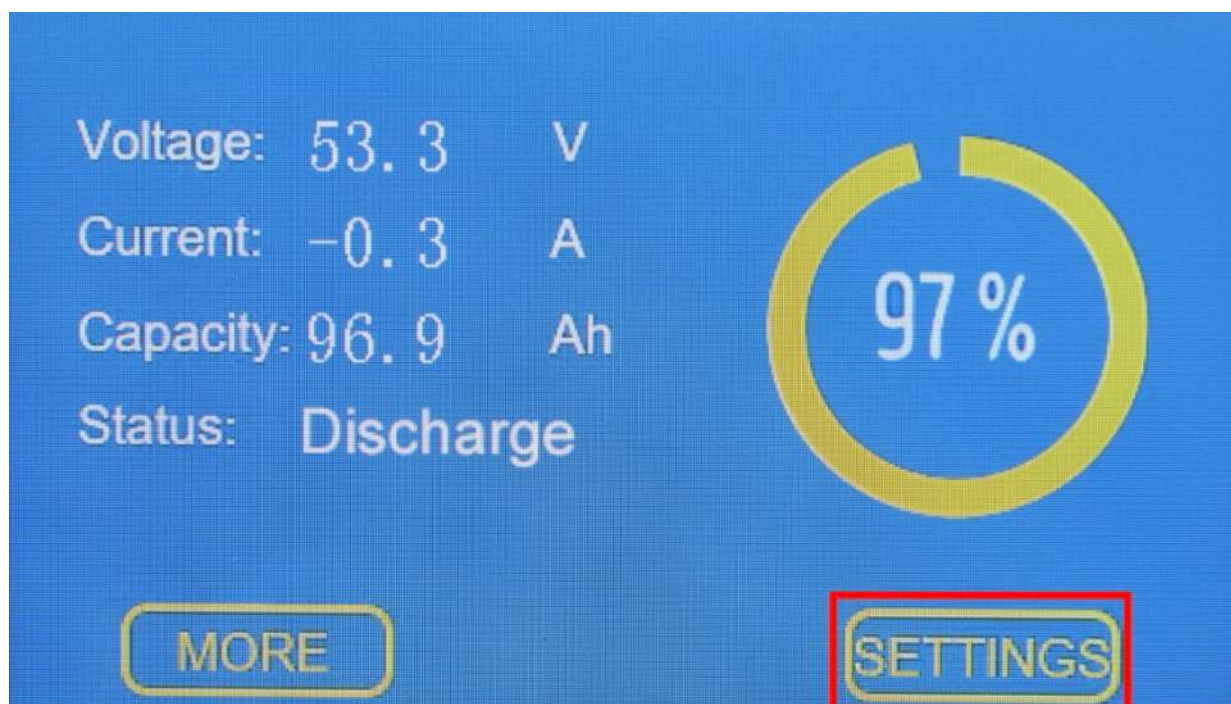 Voltage: 53.3 V
Current: -0.3 A
Capacity: 96.9 Ah
Status: Discharge
97 %
MORE
SETTINGS